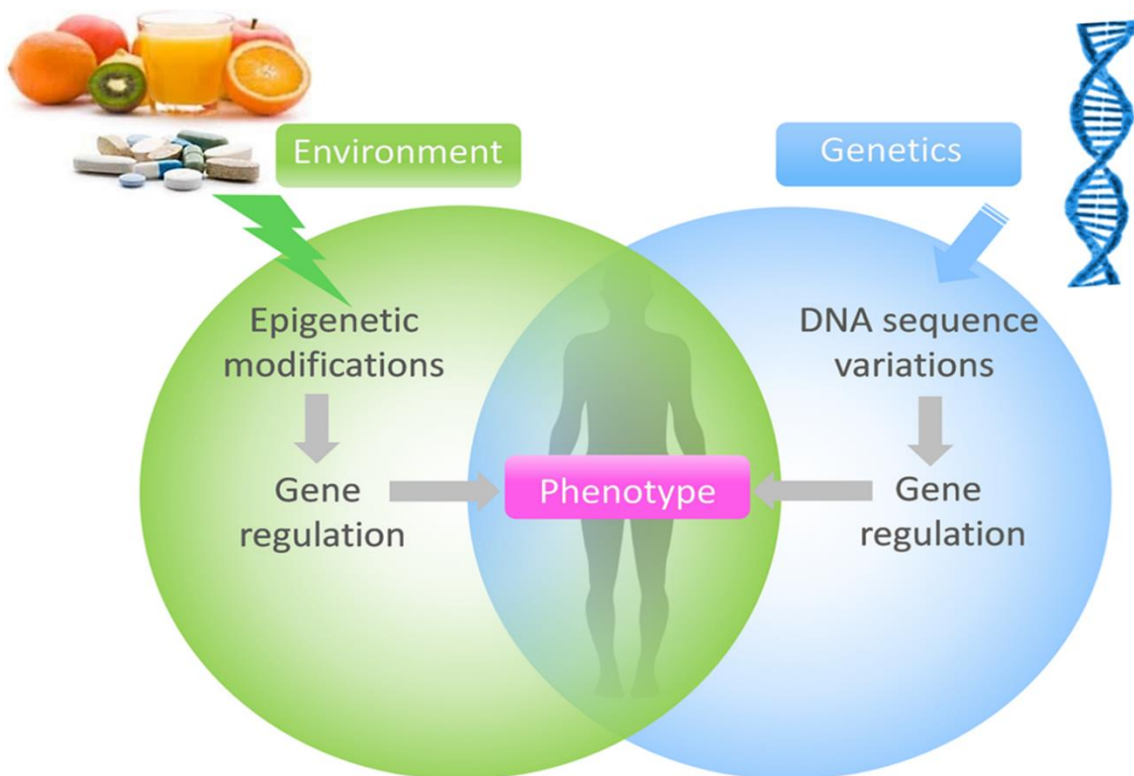 Environment
Genetics
Epigenetic
modifications
DNA sequence
variations
Gene
regulation
Phenotype
Gene
regulation